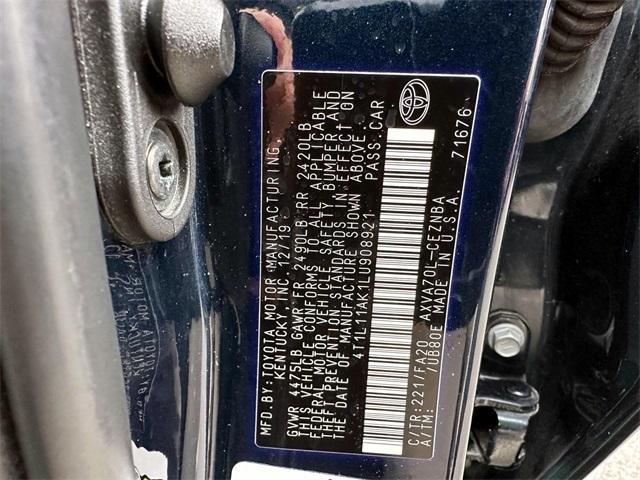 MFD. BY: TOYOTA MOTOR MANUFACTURING,
KENTUCKY, INC. 12/19
GVWR 4425LB GAWR FR 2490LB RR 2420LB
THIS VEHICLE CONFORMS TO ALL APPLICABLE
FEDERAL MOTOR VEHICLE SAFETY, BUMPER AND
THEFT PREVENTION STANDARDS IN EFFECT ON
THE DATE OF MANUFACTURE SHOWN ABOVE.
4T1L11AK1LU908921 PASS. CAR
C/TR:221/FA20 AXVA70L-CEZNBA
A/TM: /UB80E MADE IN U.S.A. 71676